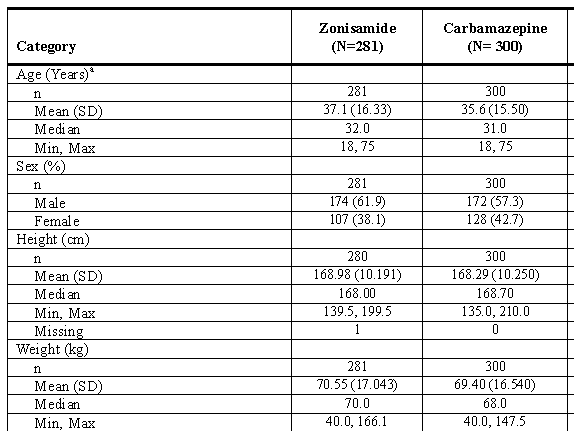 Category Zonisamide (N=281) Carbamazepine (N= 300)
Age (Years)ª
n 281 300
Mean (SD) 37.1 (16.33) 35.6 (15.50)
Median 32.0 31.0
Min, Max 18, 75 18, 75
Sex (%)
n 281 300
Male 174 (61.9) 172 (57.3)
Female 107 (38.1) 128 (42.7)
Height (cm)
n 280 300
Mean (SD) 168.98 (10.191) 168.29 (10.250)
Median 168.00 168.70
Min, Max 139.5, 199.5 135.0, 210.0
Missing 1 0
Weight (kg)
n 281 300
Mean (SD) 70.55 (17.043) 69.40 (16.540)
Median 70.0 68.0
Min, Max 40.0, 166.1 40.0, 147.5